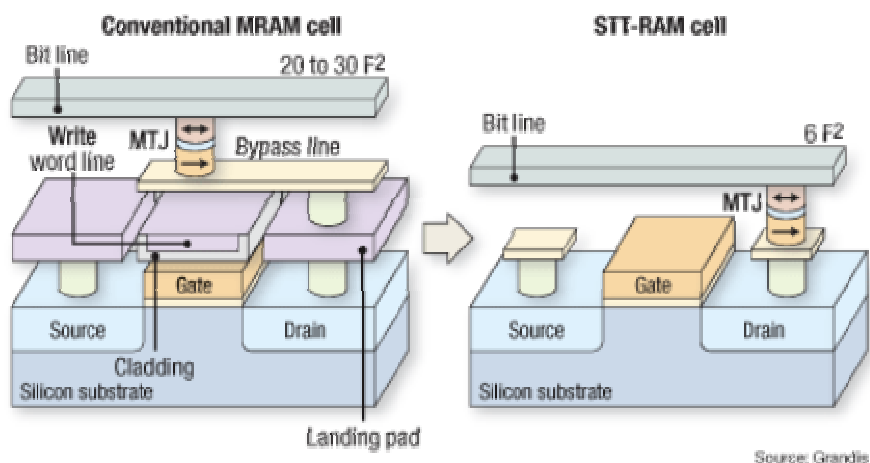 Conventional MRAM cell
Bit line
20 to 30 F²
Write
word line
MTJ
Bypass line
Gate
Source
Drain
Cladding
Silicon substrate
Landing pad
STT-RAM cell
Bit line
6 F²
MTJ
Gate
Source
Drain
Silicon substrate
Source: Grandis